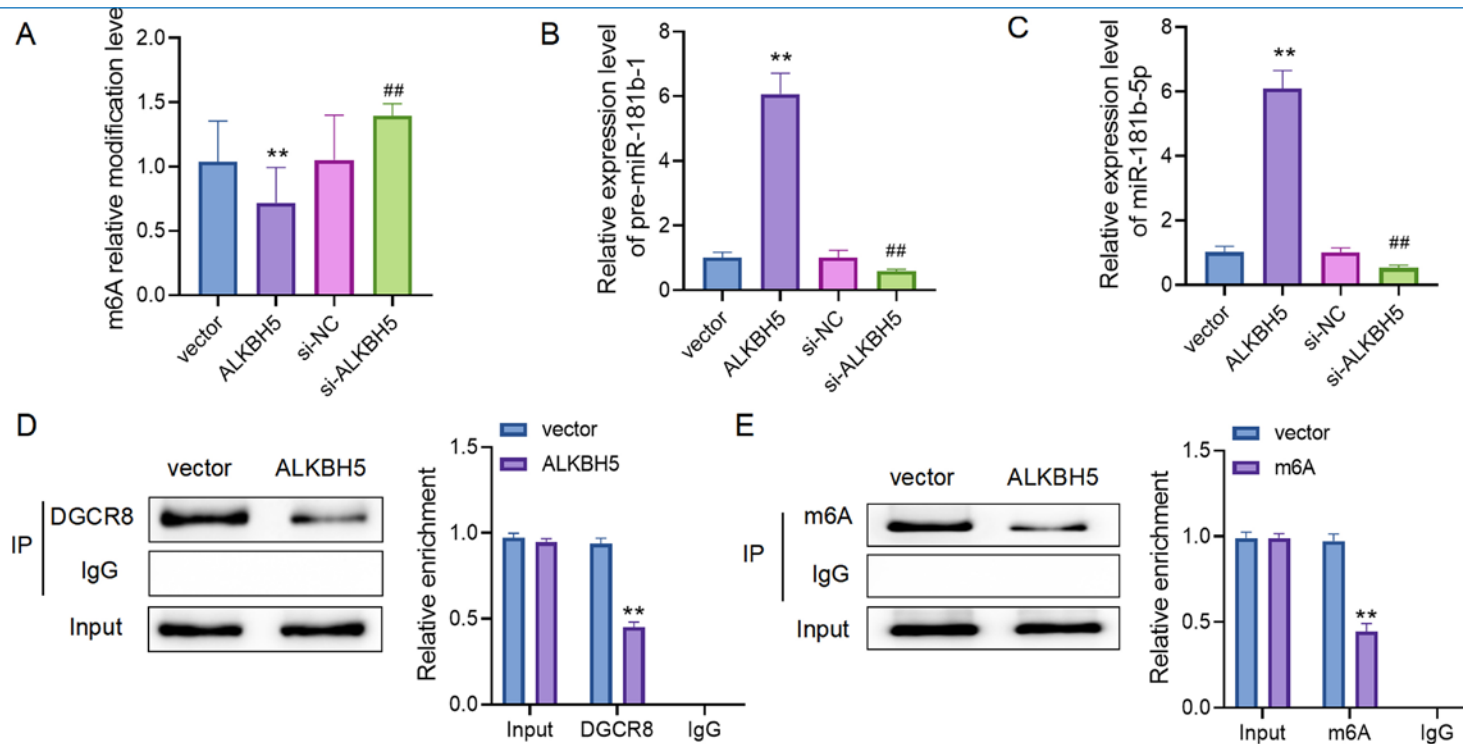 A
m6A relative modification level
2.0
1.5
1.0
0.5
0.0
**
##
vector
ALKBH5
si-NC
si-ALKBH5
B
Relative expression level
of pre-miR-181b-1
8
6
4
2
0
**
##
vector
ALKBH5
si-NC
si-ALKBH5
C
Relative expression level
of miR-181b-5p
8
6
4
2
0
**
##
vector
ALKBH5
si-NC
si-ALKBH5
D
vector ALKBH5
IP
DGCR8
IgG
Input
vector
ALKBH5
Relative enrichment
1.5
1.0
0.5
0.0
**
Input DGCR8 IgG
E
vector ALKBH5
IP
m6A
IgG
Input
vector
m6A
Relative enrichment
1.5
1.0
0.5
0.0
**
Input m6A IgG